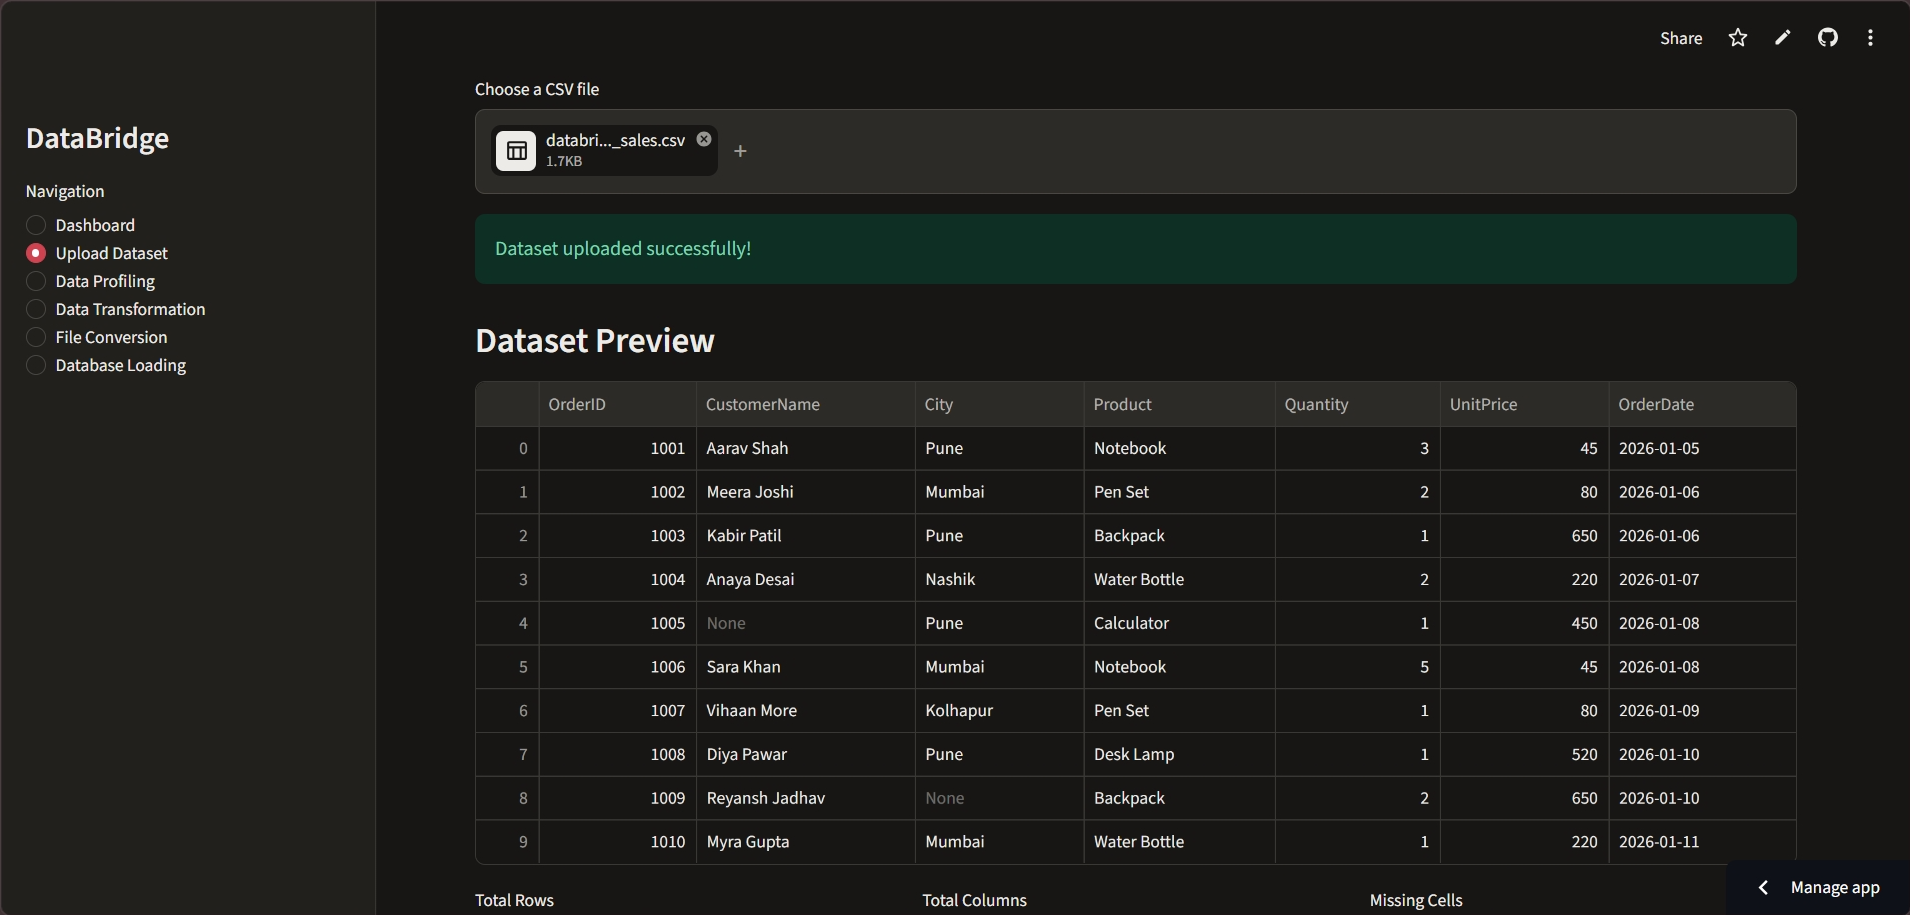 Share
DataBridge
Navigation
Dashboard
Upload Dataset
Data Profiling
Data Transformation
File Conversion
Database Loading
Choose a CSV file
databri..._sales.csv
1.7KB
Dataset uploaded successfully!
Dataset Preview
OrderID CustomerName City Product Quantity UnitPrice OrderDate
0 1001 Aarav Shah Pune Notebook 3 45 2026-01-05
1 1002 Meera Joshi Mumbai Pen Set 2 80 2026-01-06
2 1003 Kabir Patil Pune Backpack 1 650 2026-01-06
3 1004 Anaya Desai Nashik Water Bottle 2 220 2026-01-07
4 1005 None Pune Calculator 1 450 2026-01-08
5 1006 Sara Khan Mumbai Notebook 5 45 2026-01-08
6 1007 Vihaan More Kolhapur Pen Set 1 80 2026-01-09
7 1008 Diya Pawar Pune Desk Lamp 1 520 2026-01-10
8 1009 Reyansh Jadhav None Backpack 2 650 2026-01-10
9 1010 Myra Gupta Mumbai Water Bottle 1 220 2026-01-11
Total Rows Total Columns Missing Cells
Manage app